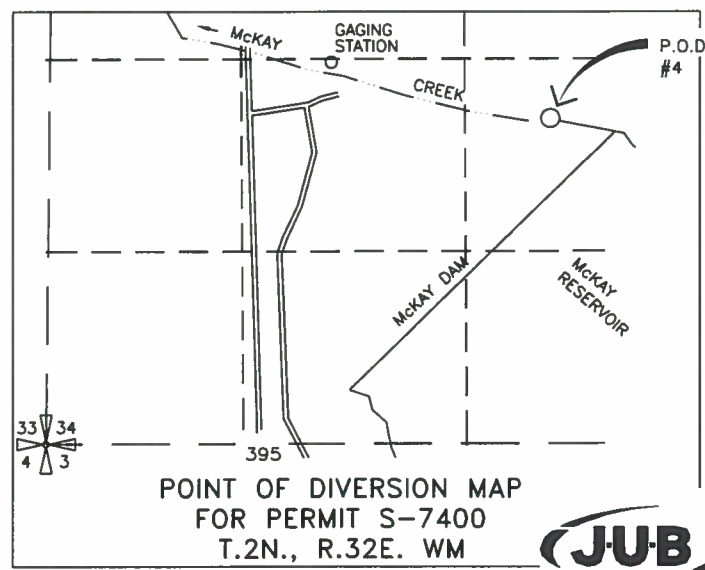 McKAY
GAGING
STATION
CREEK
P.O.D
#4
McKAY DAM
McKAY
RESERVOIR
33 34
4 3
395
POINT OF DIVERSION MAP
FOR PERMIT S-7400
T.2N., R.32E. WM
J·U·B